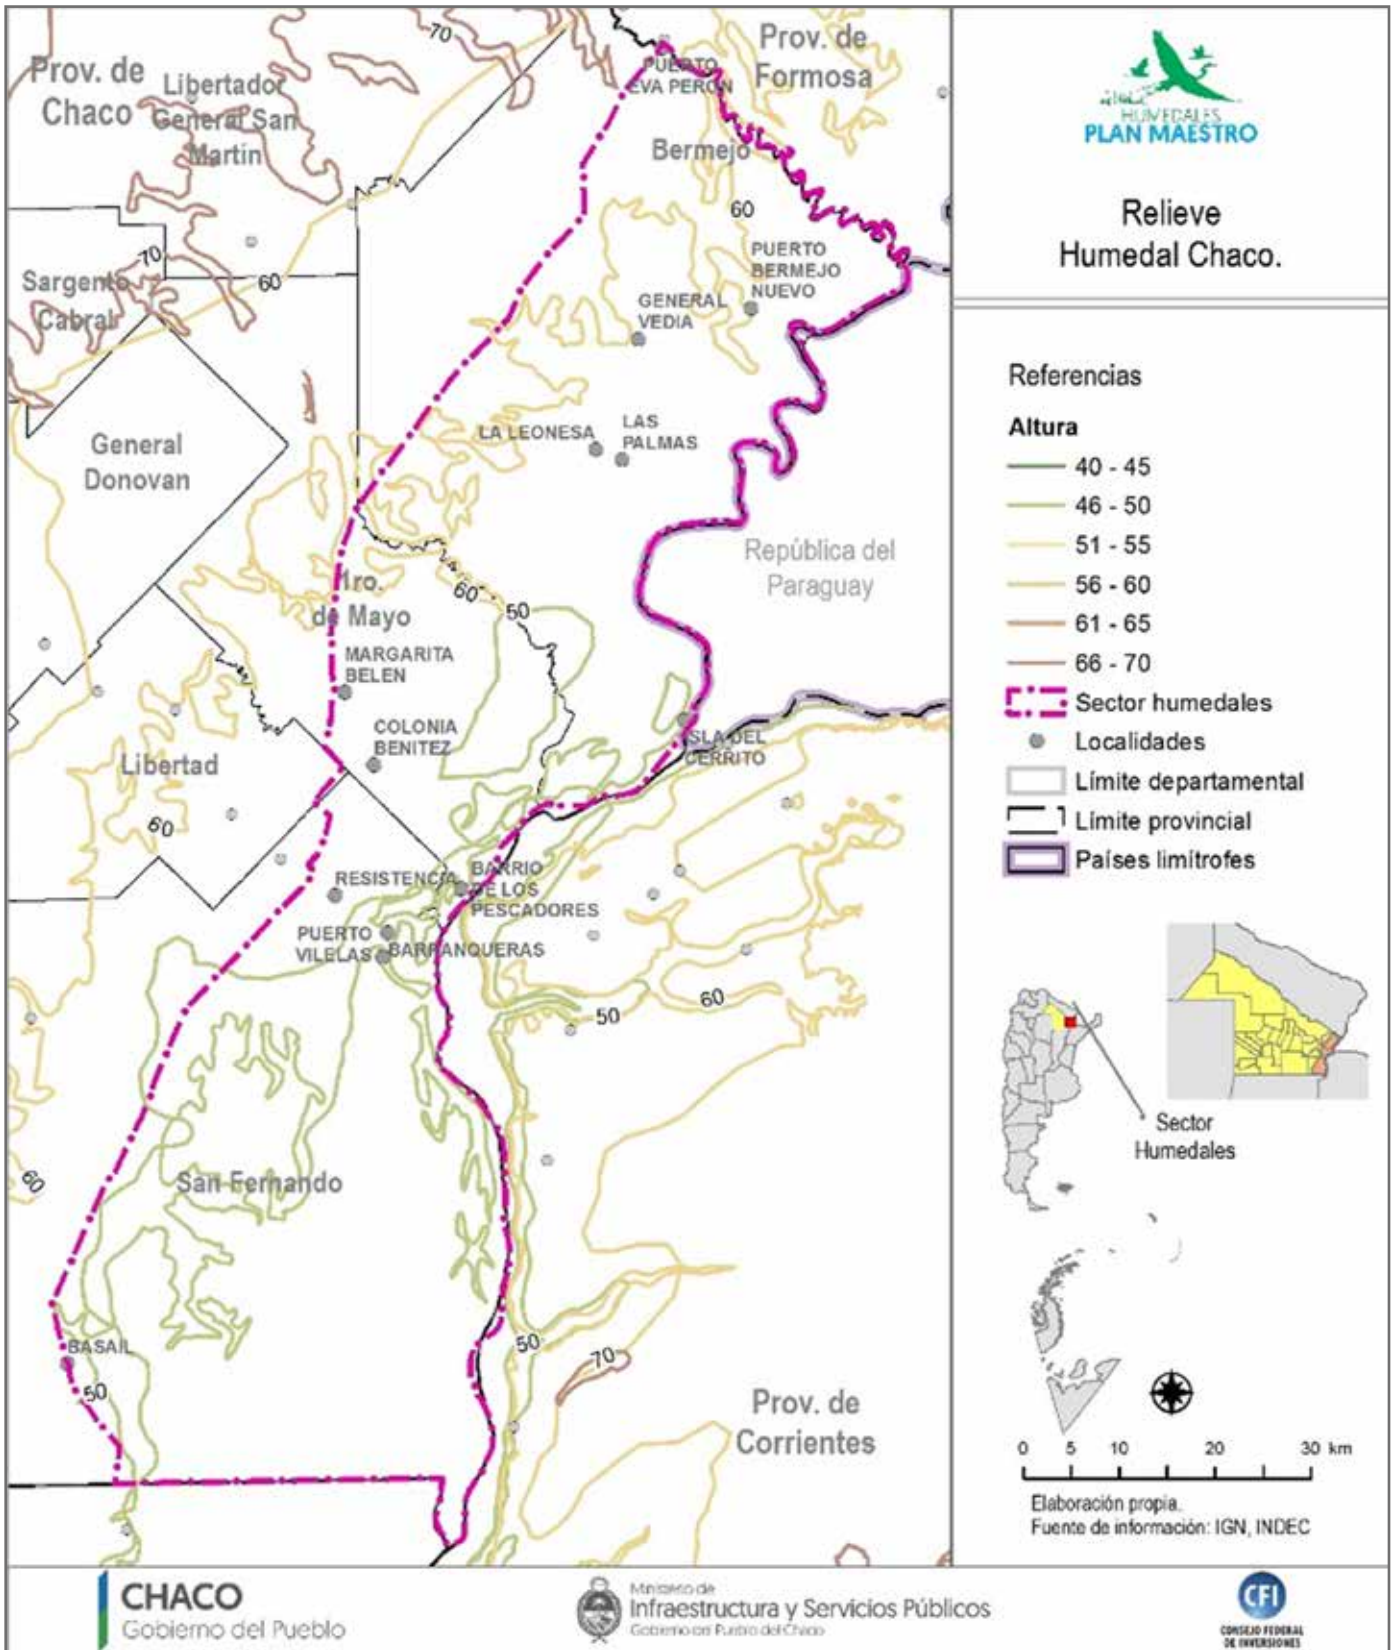 70
Prov. de
Chaco
Libertador
General San
Martin
PUERTO
EVA PERÓN
Prov. de
Formosa
Bermejo
60
70
Sargento
Cabral
60
PUERTO
BERMEJO
NUEVO
GENERAL
VEDIA
LA LEONESA
LAS
PALMAS
General
Donovan
República del
Paraguay
1ro.
de Mayo
60
50
MARGARITA
BELEN
COLONIA
BENITEZ
ISLA DEL
CERRITO
Libertad
60
RESISTENCIA
BARRIO
DE LOS
PESCADORES
PUERTO
VILELAS
BARRANQUERAS
60
50
60
San Fernando
BASAIL
50
50
70
Prov. de
Corrientes
HUMEDALES
PLAN MAESTRO
Relieve
Humedal Chaco.
Referencias
Altura
40 - 45
46 - 50
51 - 55
56 - 60
61 - 65
66 - 70
Sector humedales
Localidades
Límite departamental
Límite provincial
Países limítrofes
Sector
Humedales
0 5 10 20 30 km
Elaboración propia.
Fuente de información: IGN, INDEC
CHACO
Gobierno del Pueblo
Ministerio de
Infraestructura y Servicios Públicos
Gobierno del Pueblo del Chaco
CFI
CONSEJO FEDERAL
DE INVERSIONES